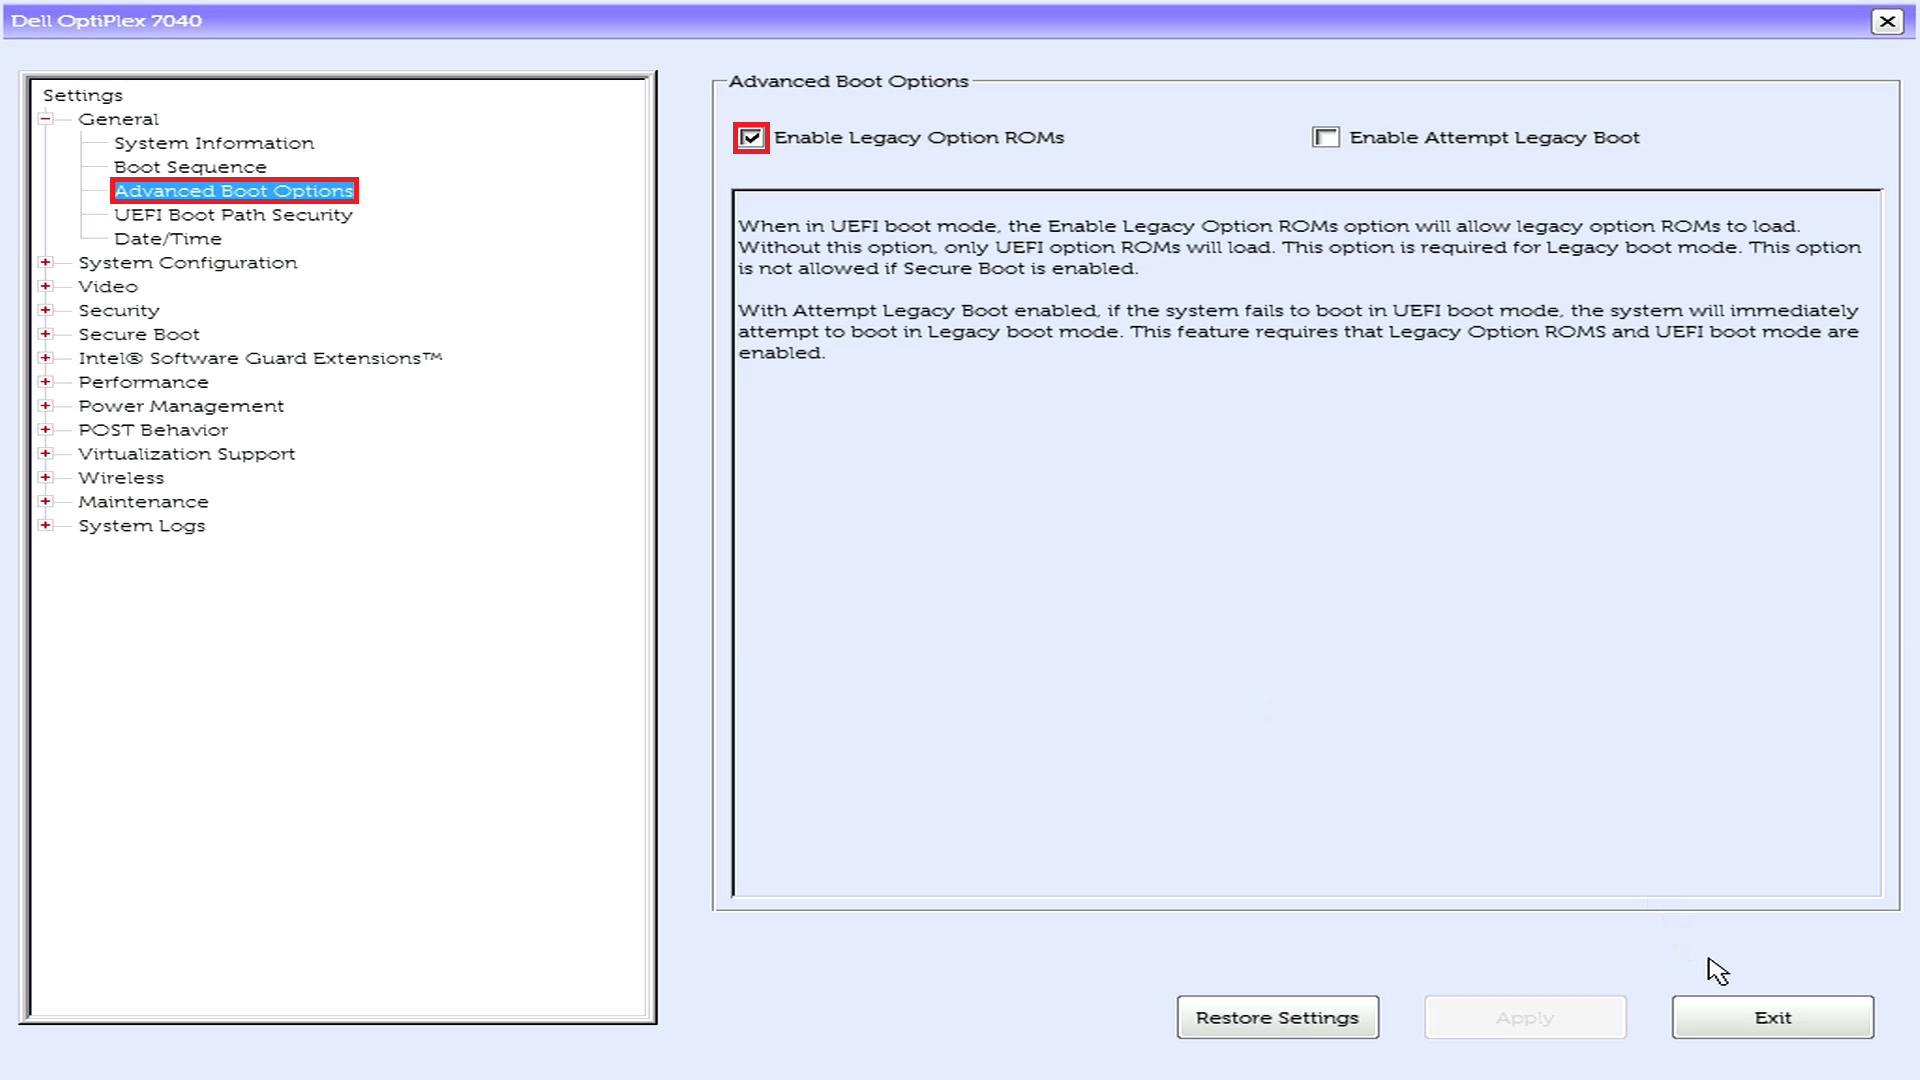 Dell OptiPlex 7040
Settings
General
System Information
Boot Sequence
Advanced Boot Options
UEFI Boot Path Security
Date/Time
System Configuration
Video
Security
Secure Boot
Intel® Software Guard Extensions™
Performance
Power Management
POST Behavior
Virtualization Support
Wireless
Maintenance
System Logs
Advanced Boot Options
Enable Legacy Option ROMs
Enable Attempt Legacy Boot
When in UEFI boot mode, the Enable Legacy Option ROMs option will allow legacy option ROMs to load.
Without this option, only UEFI option ROMs will load. This option is required for Legacy boot mode. This option
is not allowed if Secure Boot is enabled.
With Attempt Legacy Boot enabled, if the system fails to boot in UEFI boot mode, the system will immediately
attempt to boot in Legacy boot mode. This feature requires that Legacy Option ROMS and UEFI boot mode are
enabled.
Restore Settings
Apply
Exit